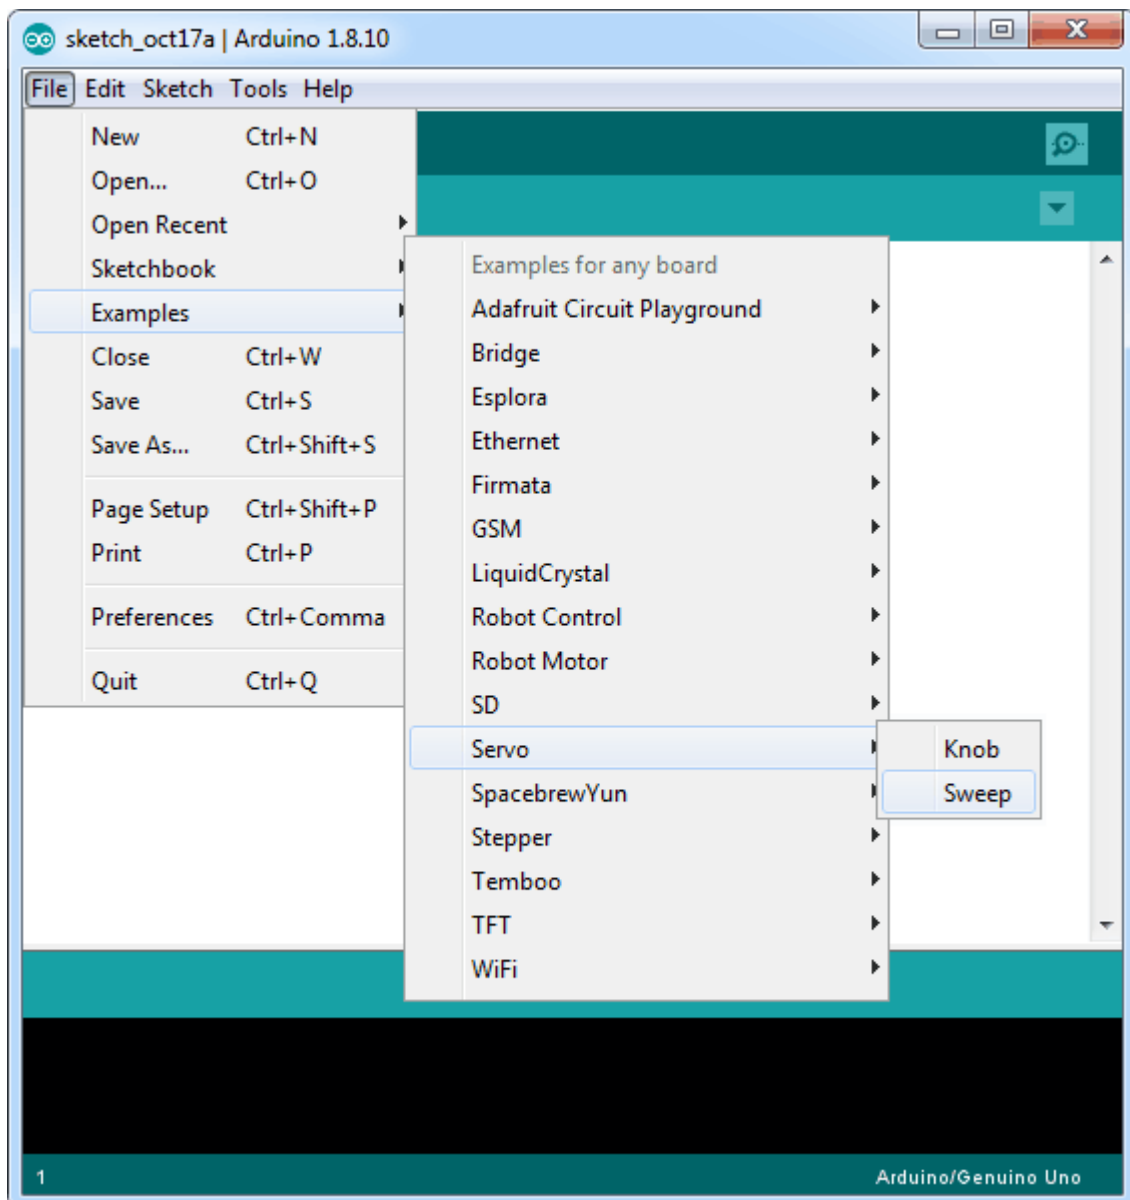 sketch_oct17a | Arduino 1.8.10
File Edit Sketch Tools Help
New Ctrl+N
Open... Ctrl+O
Open Recent
Sketchbook
Examples
Close Ctrl+W
Save Ctrl+S
Save As... Ctrl+Shift+S
Page Setup Ctrl+Shift+P
Print Ctrl+P
Preferences Ctrl+Comma
Quit Ctrl+Q
Examples for any board
Adafruit Circuit Playground
Bridge
Esplora
Ethernet
Firmata
GSM
LiquidCrystal
Robot Control
Robot Motor
SD
Servo
SpacebrewYun
Stepper
Temboo
TFT
WiFi
Knob
Sweep
1 Arduino/Genuino Uno